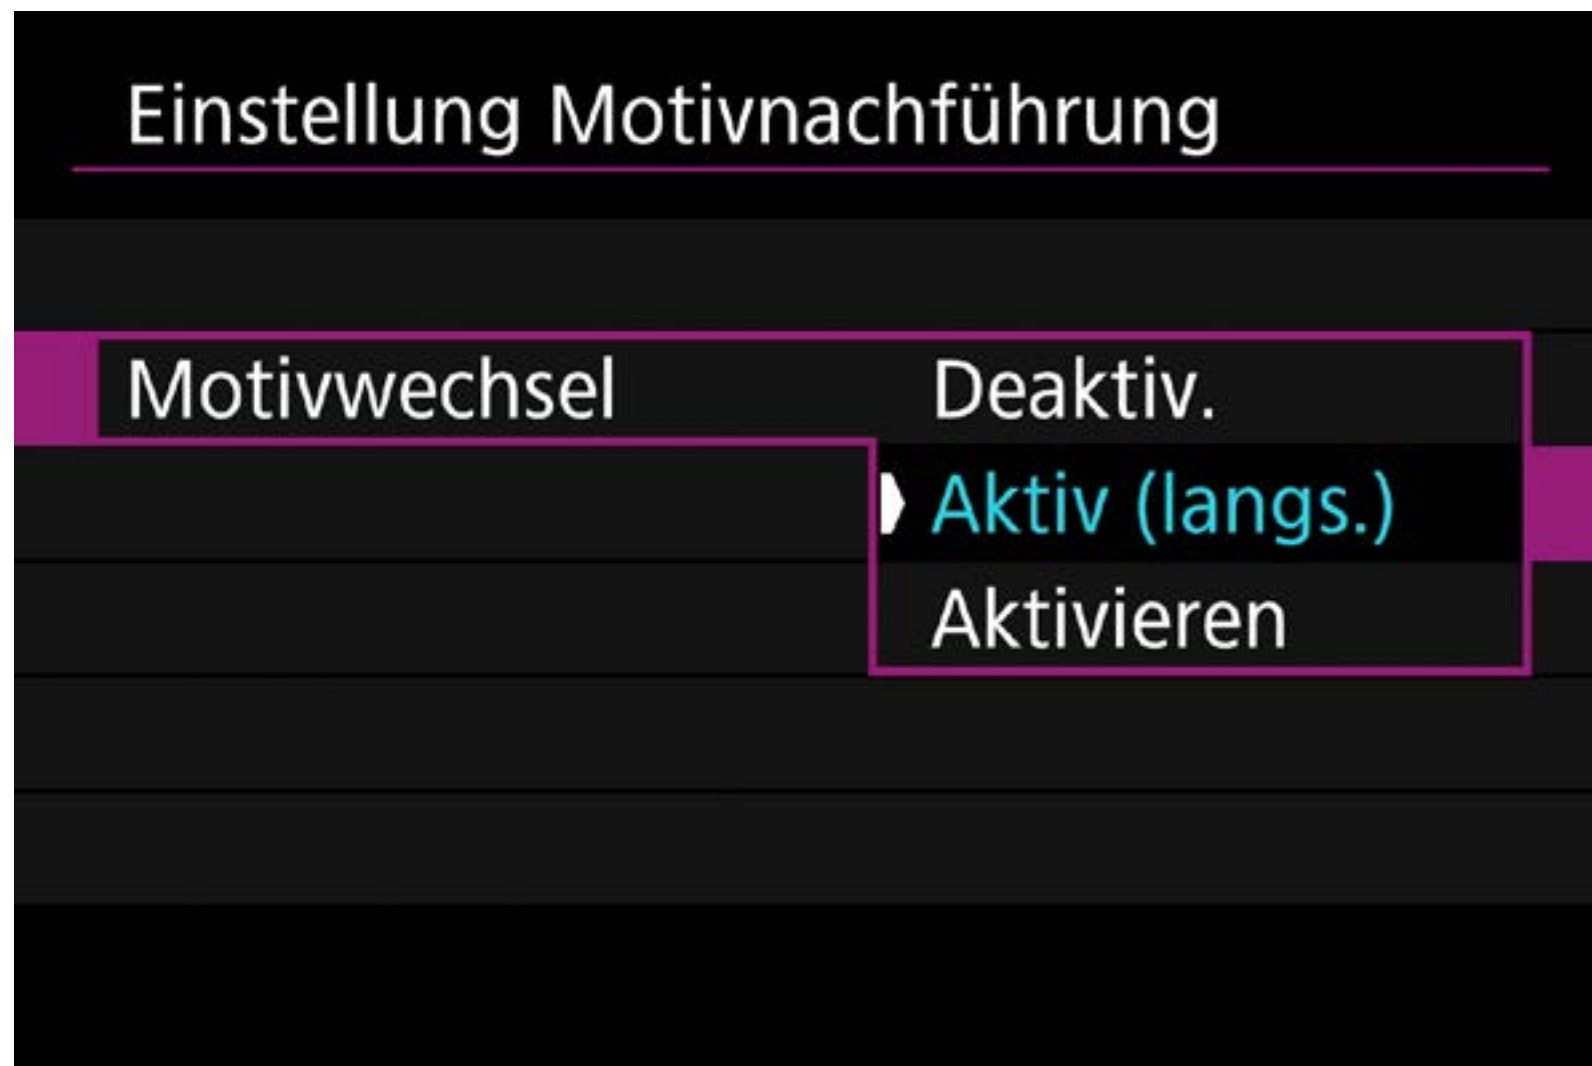 Einstellung Motivnachführung
Motivwechsel Deaktiv.
Aktiv (langs.)
Aktivieren